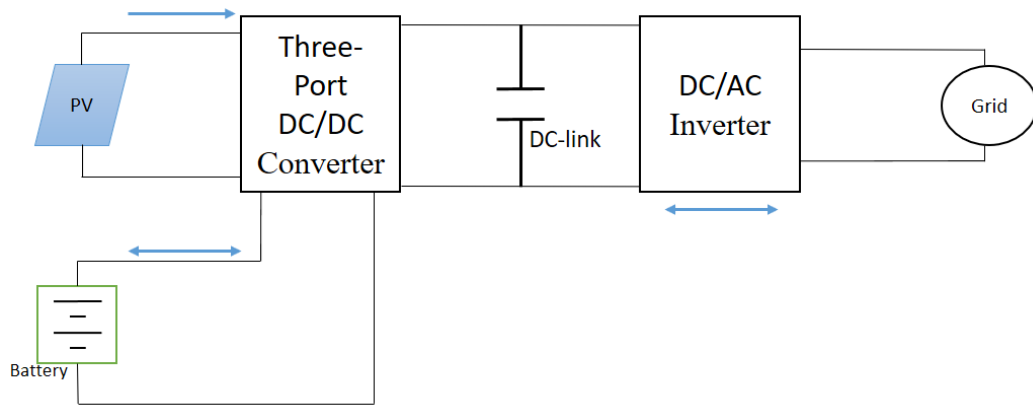 PV
Three-
Port
DC/DC
Converter
DC-link
DC/AC
Inverter
Grid
Battery